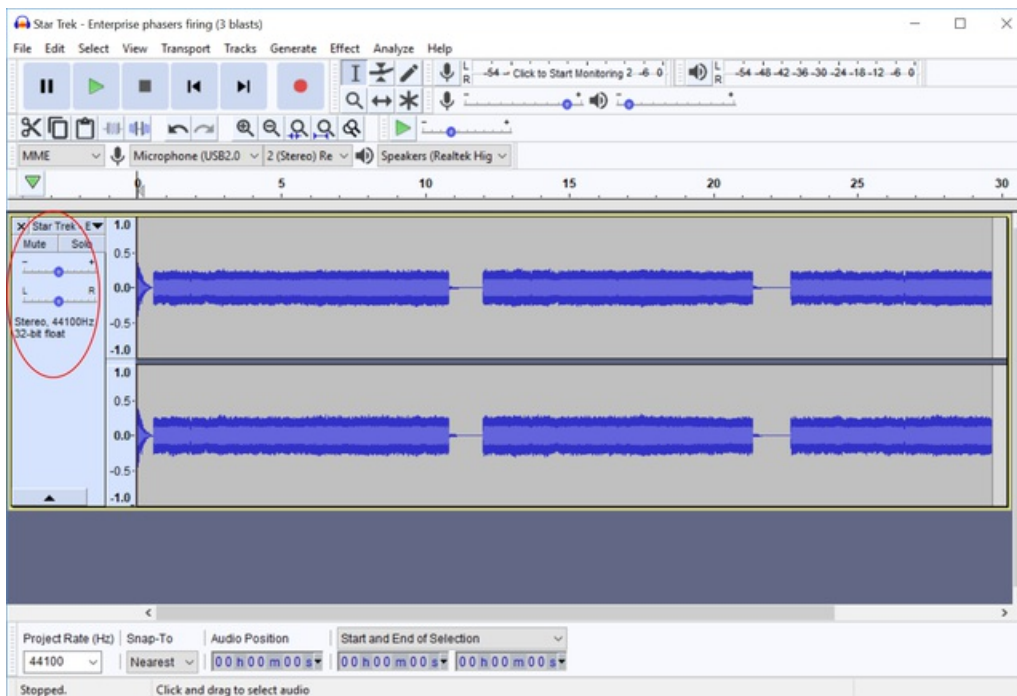 Star Trek - Enterprise phasers firing (3 blasts)
File Edit Select View Transport Tracks Generate Effect Analyze Help
L R -54 - Click to Start Monitoring 2 -6 0 L R -54 -48 -42 -36 -30 -24 -18 -12 -6 0
- + - +
- +
MME Microphone (USB2.0 2 (Stereo) Re Speakers (Realtek Hig
0 5 10 15 20 25 30
X Star Trek - E 1.0
Mute Solo
0.5
- +
0.0
L R
Stereo, 44100Hz -0.5
32-bit float
-1.0
1.0
0.5
0.0
-0.5
-1.0
Project Rate (Hz) Snap-To Audio Position Start and End of Selection
44100 Nearest 00 h 00 m 00 s 00 h 00 m 00 s 00 h 00 m 00 s
Stopped. Click and drag to select audio